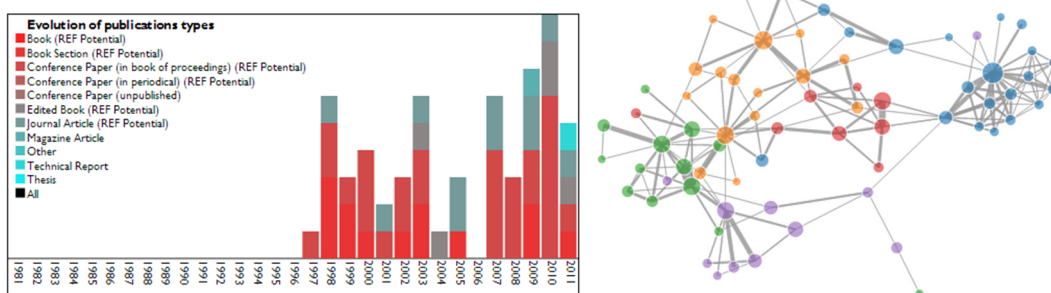 Evolution of publications types
Book (REF Potential)
Book Section (REF Potential)
Conference Paper (in book of proceedings) (REF Potential)
Conference Paper (in periodical) (REF Potential)
Conference Paper (unpublished)
Edited Book (REF Potential)
Journal Article (REF Potential)
Magazine Article
Other
Technical Report
Thesis
All
1981
1982
1983
1984
1985
1986
1987
1988
1989
1990
1991
1992
1993
1994
1995
1996
1997
1998
1999
2000
2001
2002
2003
2004
2005
2006
2007
2008
2009
2010
2011